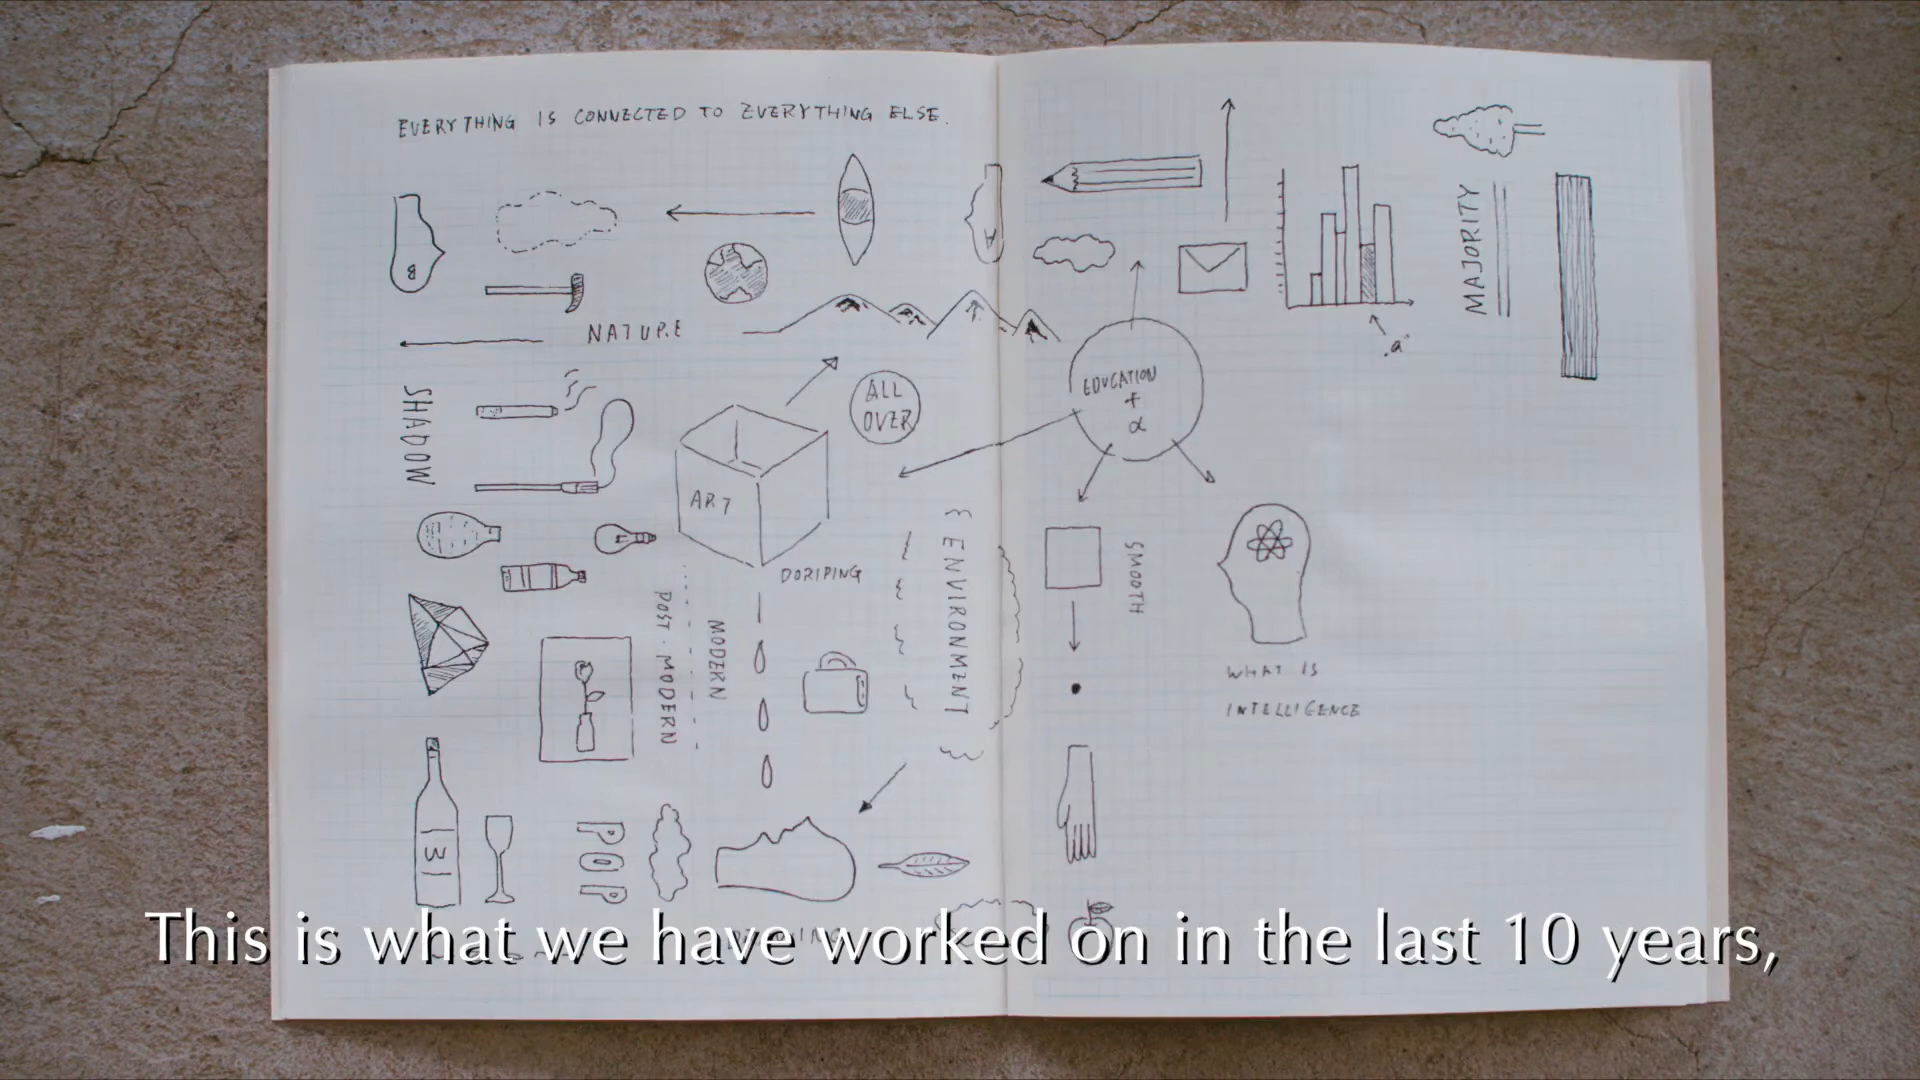 EVERYTHING IS CONNECTED TO EVERYTHING ELSE.
B
A
NATURE
SHADOW
ALL
OVER
ART
DORIPING
POST·MODERN
MODERN
{ENVIRONMENT}
131
POP
MAJORITY
a
EDUCATION
+
α
SMOOTH
WHAT IS
INTELLIGENCE
This is what we have worked on in the last 10 years,